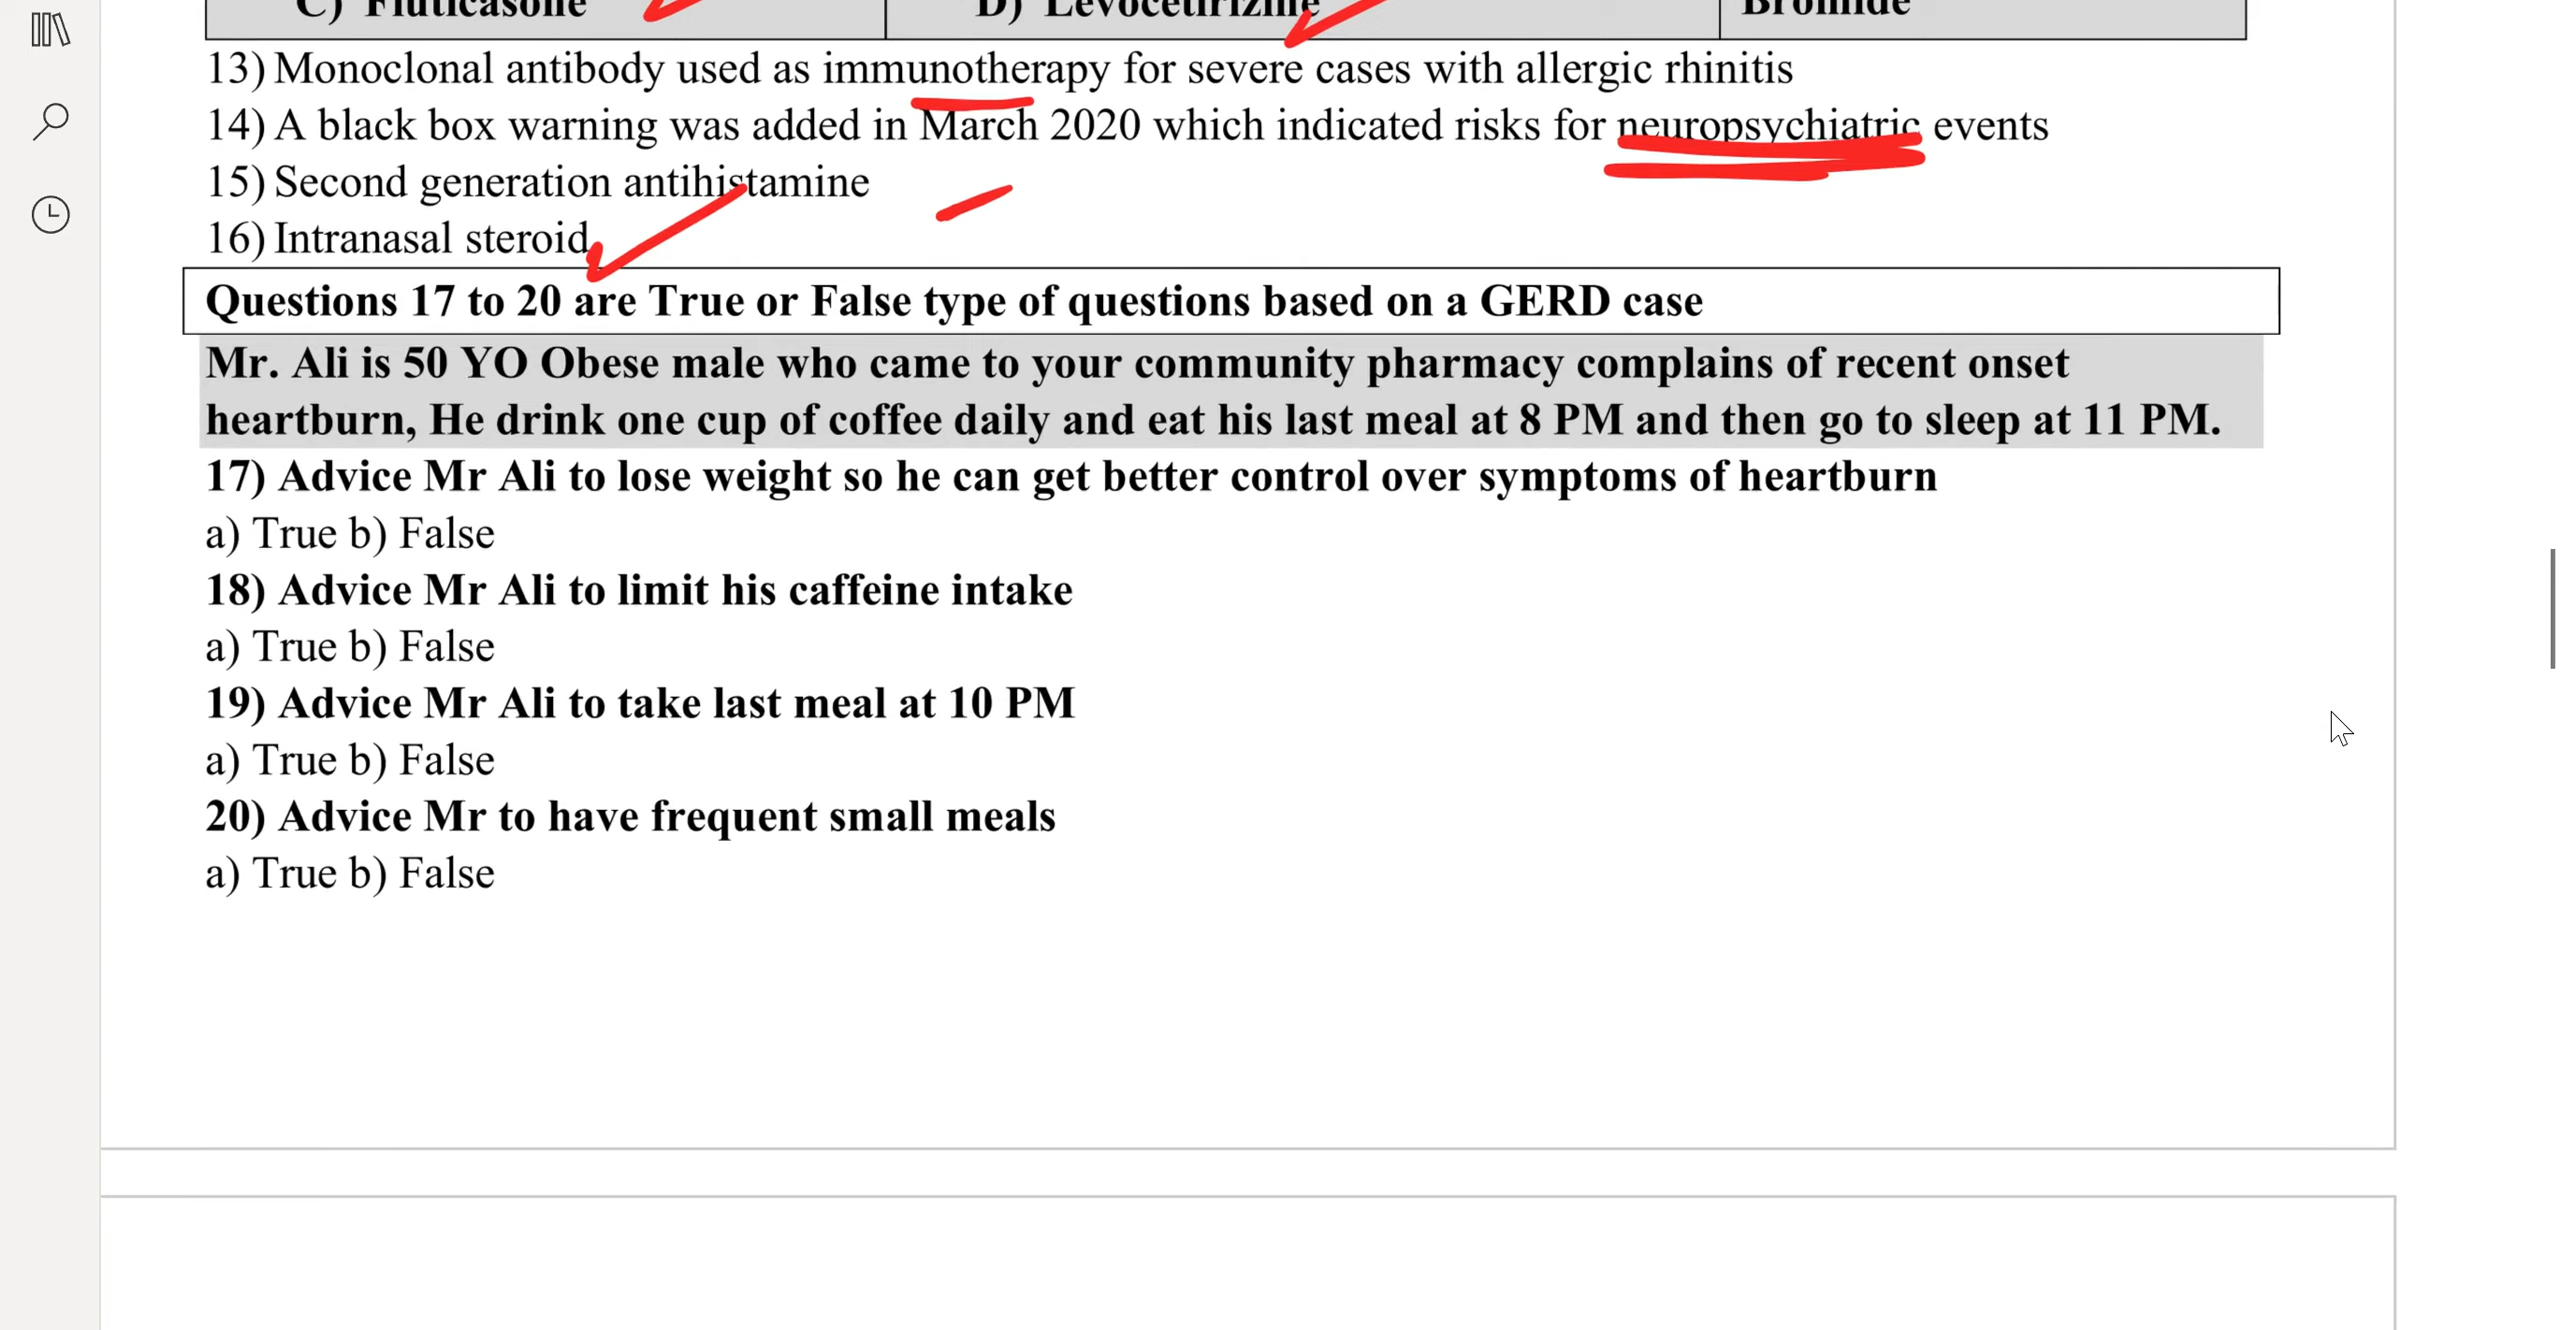 C) Fluticasone D) Levocetirizine Bromide
13) Monoclonal antibody used as immunotherapy for severe cases with allergic rhinitis
14) A black box warning was added in March 2020 which indicated risks for neuropsychiatric events
15) Second generation antihistamine
16) Intranasal steroid
Questions 17 to 20 are True or False type of questions based on a GERD case
Mr. Ali is 50 YO Obese male who came to your community pharmacy complains of recent onset
heartburn, He drink one cup of coffee daily and eat his last meal at 8 PM and then go to sleep at 11 PM.
17) Advice Mr Ali to lose weight so he can get better control over symptoms of heartburn
a) True b) False
18) Advice Mr Ali to limit his caffeine intake
a) True b) False
19) Advice Mr Ali to take last meal at 10 PM
a) True b) False
20) Advice Mr to have frequent small meals
a) True b) False